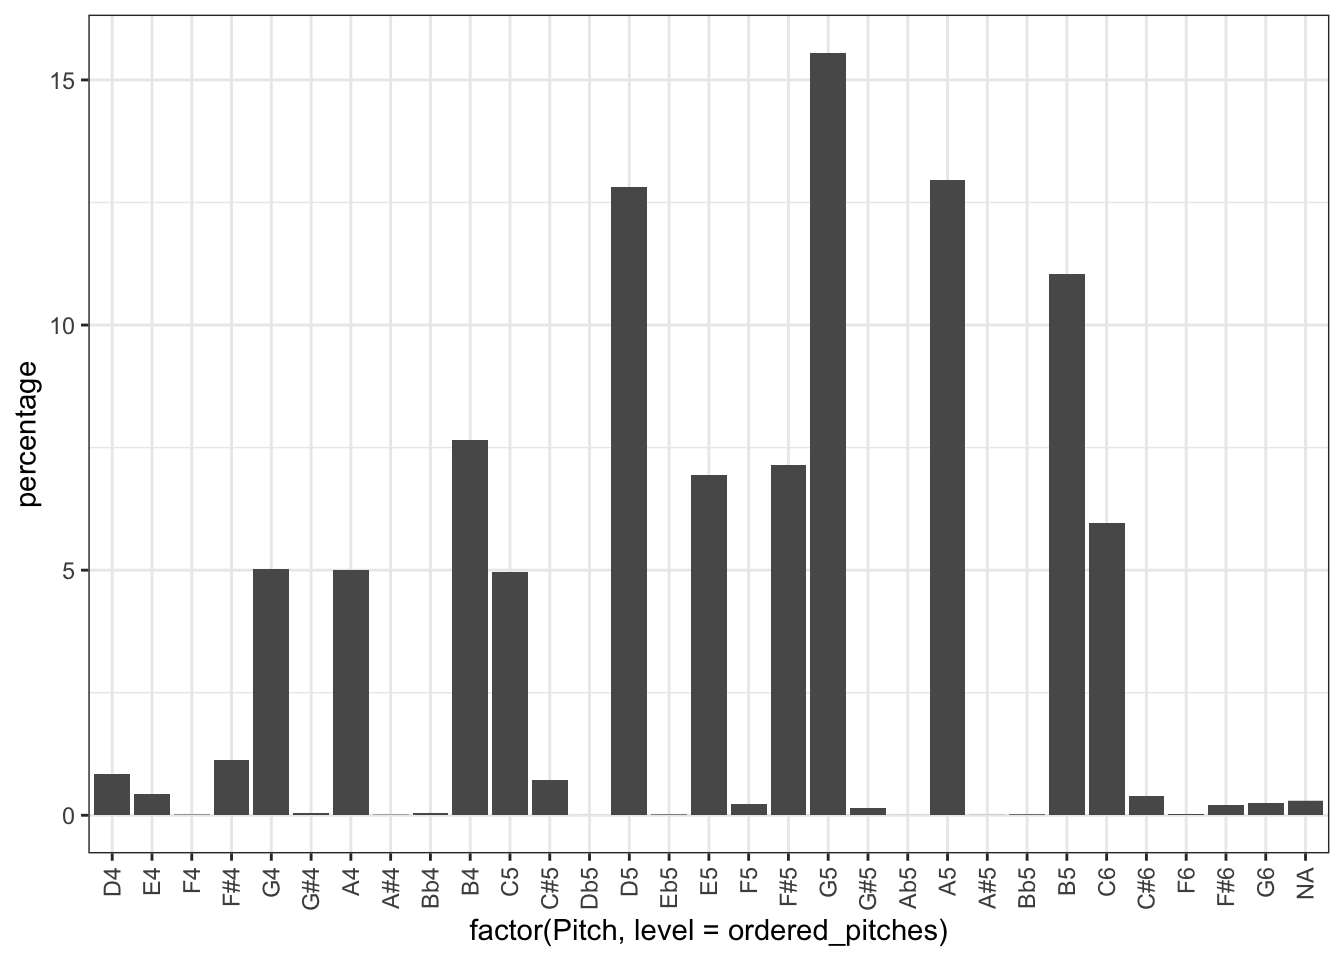 15
10
5
0
percentage
D4 E4 F4 F#4 G4 G#4 A4 A#4 Bb4 B4 C5 C#5 Db5 D5 Eb5 E5 F5 F#5 G5 G#5 Ab5 A5 A#5 Bb5 B5 C6 C#6 F6 F#6 G6 NA
factor(Pitch, level = ordered_pitches)